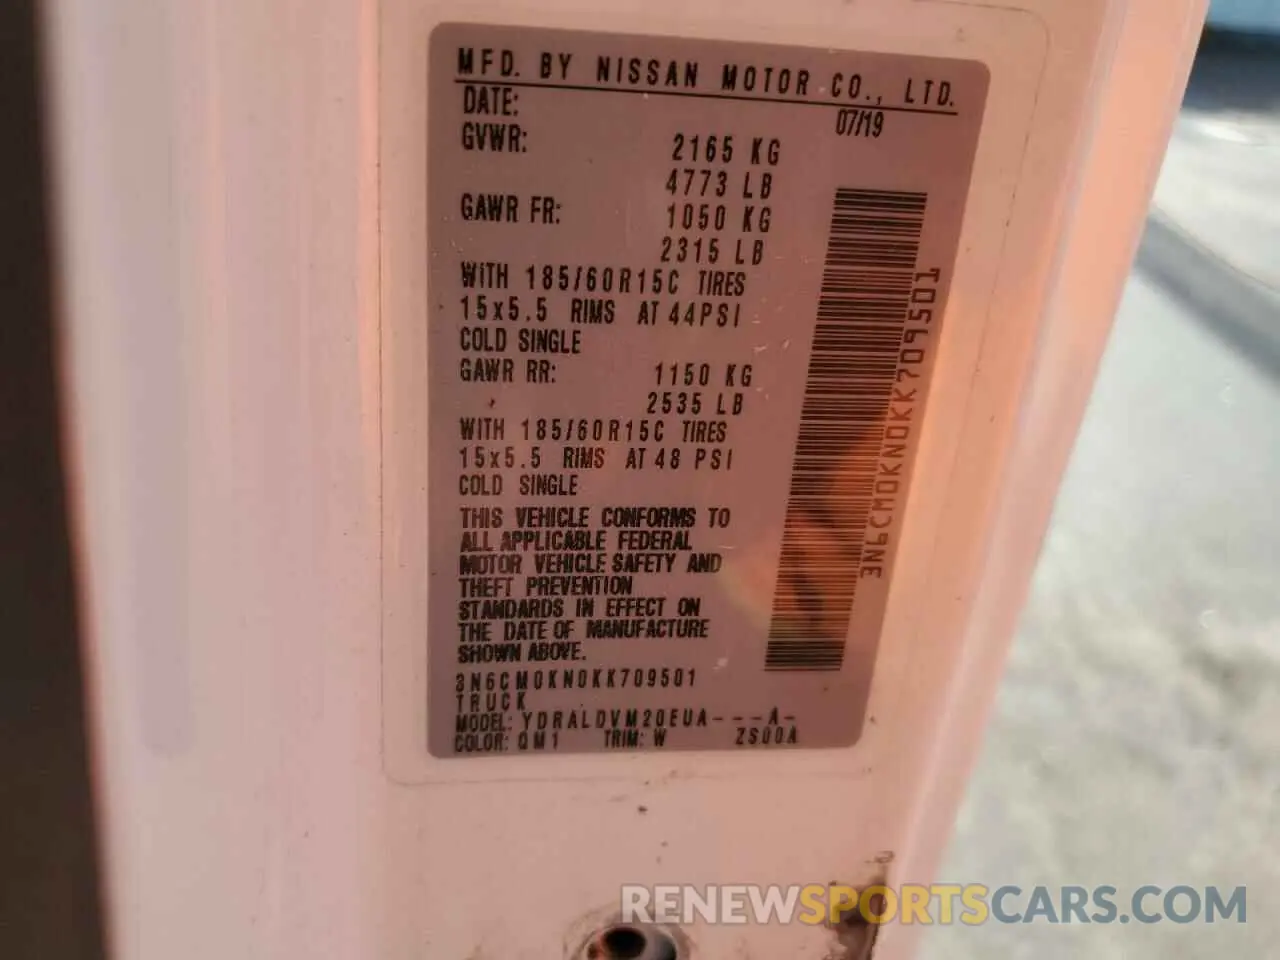 MFD. BY NISSAN MOTOR CO., LTD.
DATE: 07/19
GVWR: 2165 KG
4773 LB
GAWR FR: 1050 KG
2315 LB
WITH 185/60R15C TIRES
15x5.5 RIMS AT 44PSI
COLD SINGLE
GAWR RR: 1150 KG
2535 LB
WITH 185/60R15C TIRES
15x5.5 RIMS AT 48 PSI
COLD SINGLE
THIS VEHICLE CONFORMS TO
ALL APPLICABLE FEDERAL
MOTOR VEHICLE SAFETY AND
THEFT PREVENTION
STANDARDS IN EFFECT ON
THE DATE OF MANUFACTURE
SHOWN ABOVE.
3N6CM0KN0KK709501
TRUCK
MODEL: YDRALDVM20EUA---A-
COLOR: QM1 TRIM: W ZS00A
3N6CM0KN0KK709501
RENEWSPORTSCARS.COM